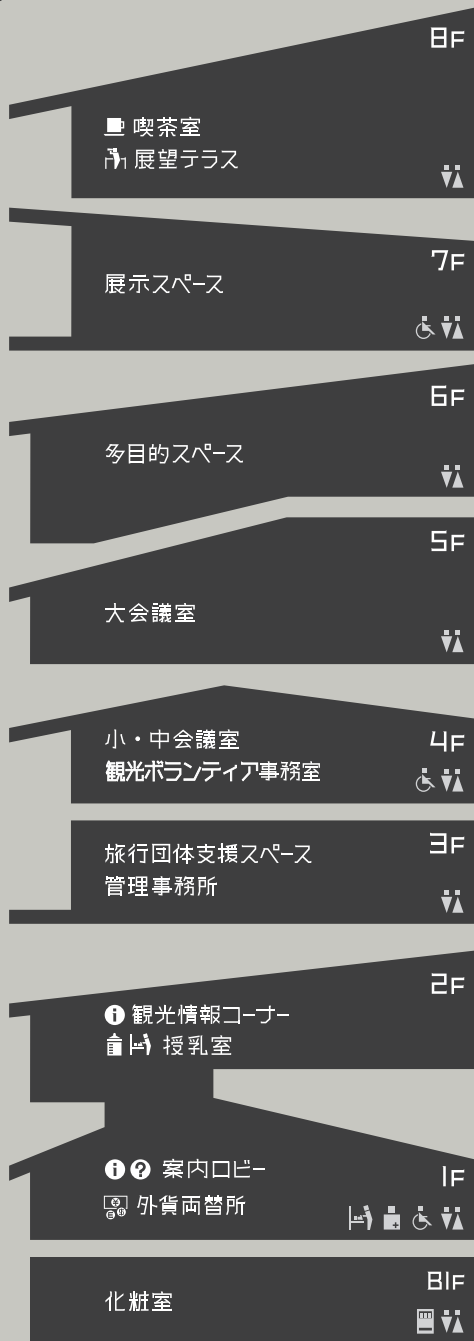 8F
喫茶室
展望テラス
7F
展示スペース
6F
多目的スペース
5F
大会議室
小・中会議室
4F
観光ボランティア事務室
3F
旅行団体支援スペース
管理事務所
2F
観光情報コーナー
授乳室
案内ロビー
1F
外貨両替所
B1F
化粧室